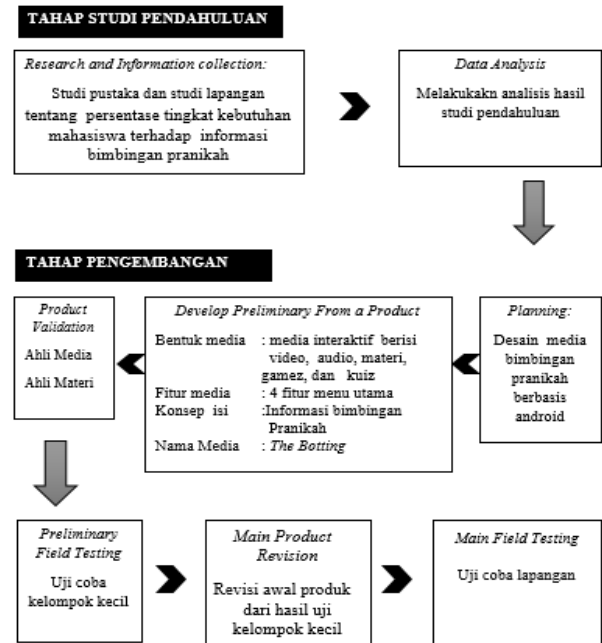 TAHAP STUDI PENDAHULUAN
Research and Information collection:
Studi pustaka dan studi lapangan
tentang persentase tingkat kebutuhan
mahasiswa terhadap informasi
bimbingan pranikah
Data Analysis
Melakukakn analisis hasil
studi pendahuluan
TAHAP PENGEMBANGAN
Planning:
Desain media
bimbingan
pranikah
berbasis
android
Develop Preliminary From a Product
Bentuk media : media interaktif berisi
video, audio, materi,
gamez, dan kuiz
Fitur media : 4 fitur menu utama
Konsep isi :Informasi bimbingan
Pranikah
Nama Media : The Botting
Product
Validation
Ahli Media
Ahli Materi
Preliminary
Field Testing
Uji coba
kelompok kecil
Main Product
Revision
Revisi awal produk
dari hasil uji
kelompok kecil
Main Field Testing
Uji coba lapangan